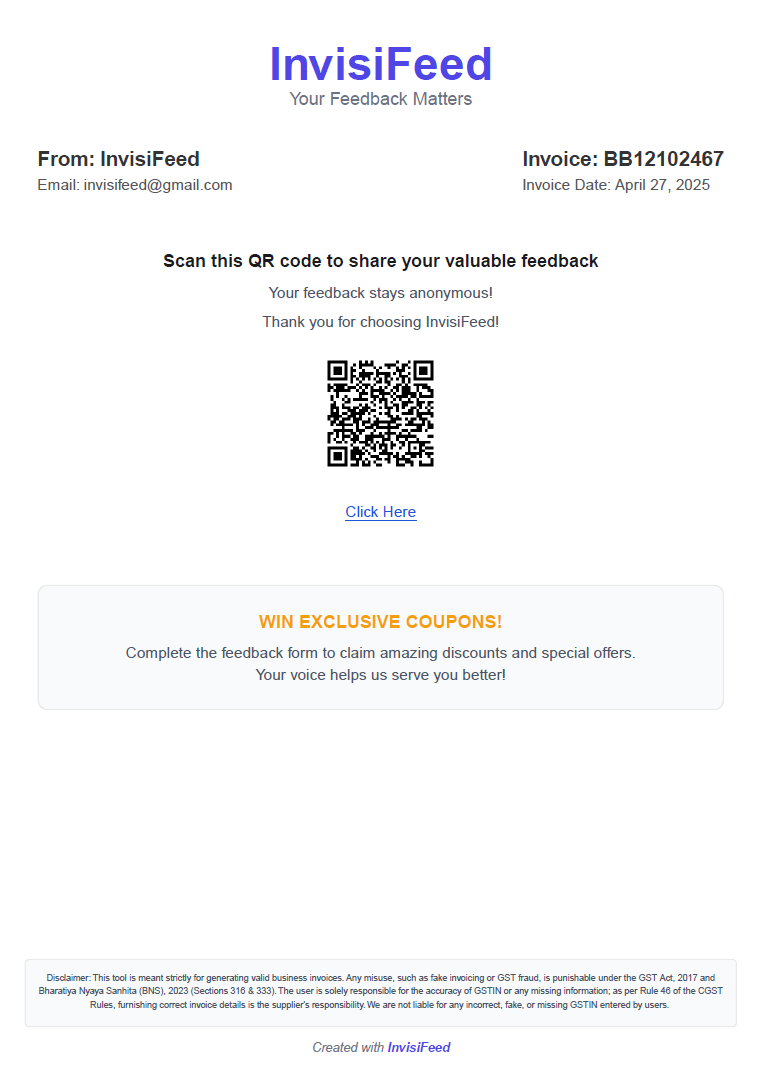 InvisiFeed
Your Feedback Matters
From: InvisiFeed
Email: invisifeed@gmail.com
Invoice: BB12102467
Invoice Date: April 27, 2025
Scan this QR code to share your valuable feedback
Your feedback stays anonymous!
Thank you for choosing InvisiFeed!
Click Here
WIN EXCLUSIVE COUPONS!
Complete the feedback form to claim amazing discounts and special offers.
Your voice helps us serve you better!
Disclaimer: This tool is meant strictly for generating valid business invoices. Any misuse, such as fake invoicing or GST fraud, is punishable under the GST Act, 2017 and
Bharatiya Nyaya Sanhita (BNS), 2023 (Sections 316 & 333). The user is solely responsible for the accuracy of GSTIN or any missing information; as per Rule 46 of the CGST
Rules, furnishing correct invoice details is the supplier's responsibility. We are not liable for any incorrect, fake, or missing GSTIN entered by users.
Created with InvisiFeed